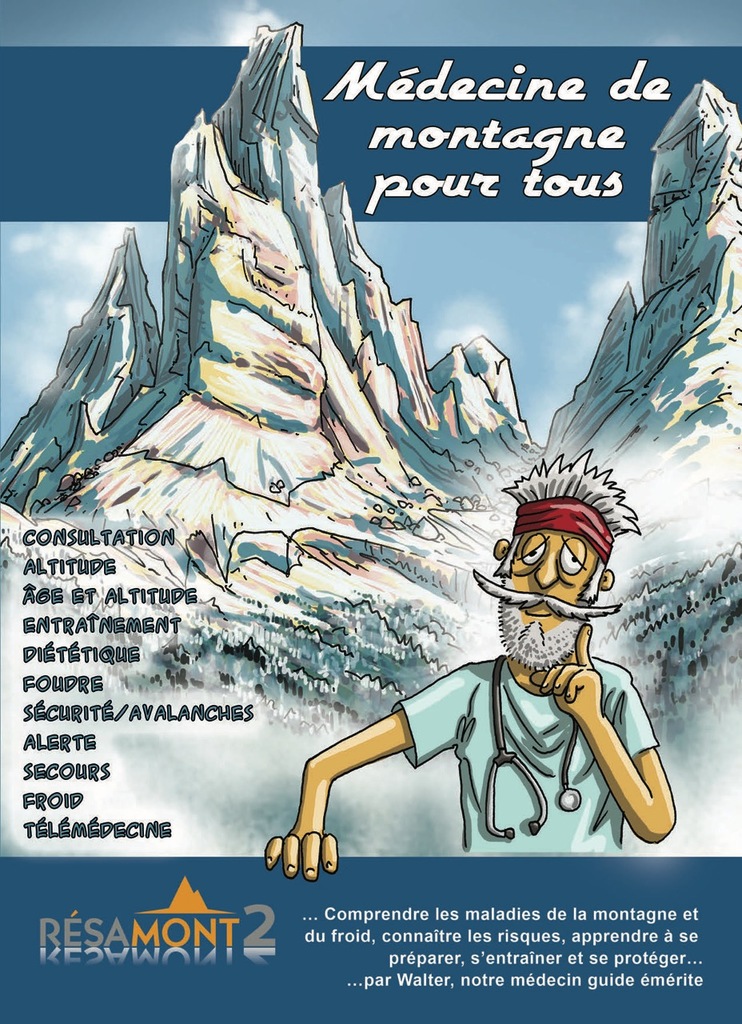 Médecine de
montagne
pour tous
CONSULTATION
ALTITUDE
ÂGE ET ALTITUDE
ENTRAÎNEMENT
DIÉTÉTIQUE
FOUDRE
SÉCURITÉ/AVALANCHES
ALERTE
SECOURS
FROID
TÉLÉMÉDECINE
RÉSAMONT2
... Comprendre les maladies de la montagne et
du froid, connaître les risques, apprendre à se
préparer, s'entraîner et se protéger...
...par Walter, notre médecin guide émérite